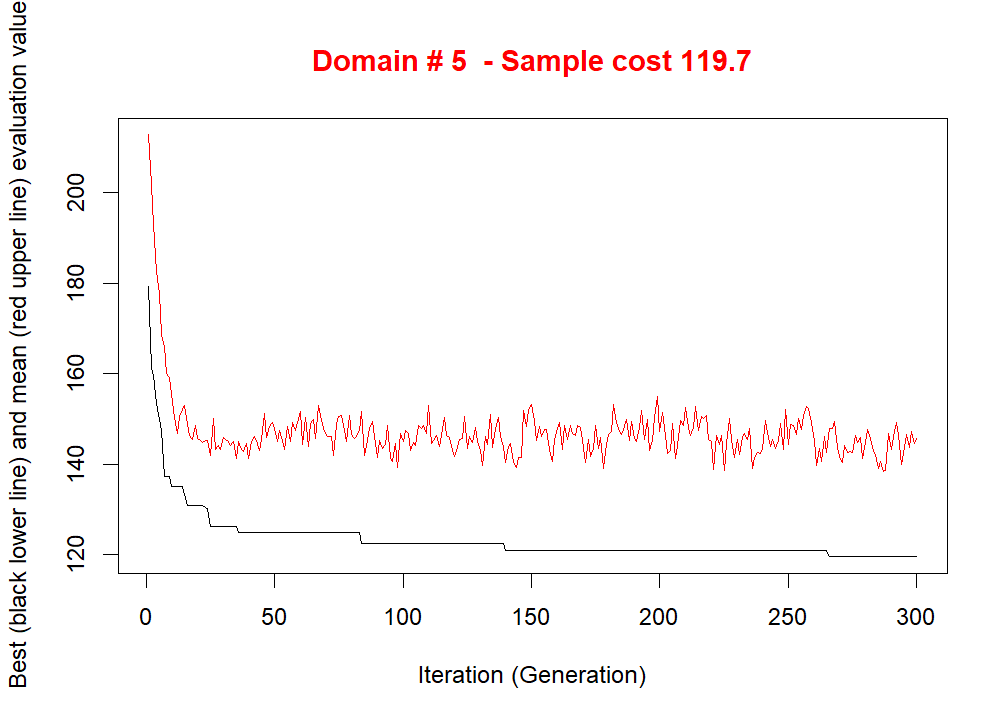 Domain # 5  - Sample cost 119.7
Best (black lower line) and mean (red upper line) evaluation value
200
180
160
140
120
0 50 100 150 200 250 300
Iteration (Generation)